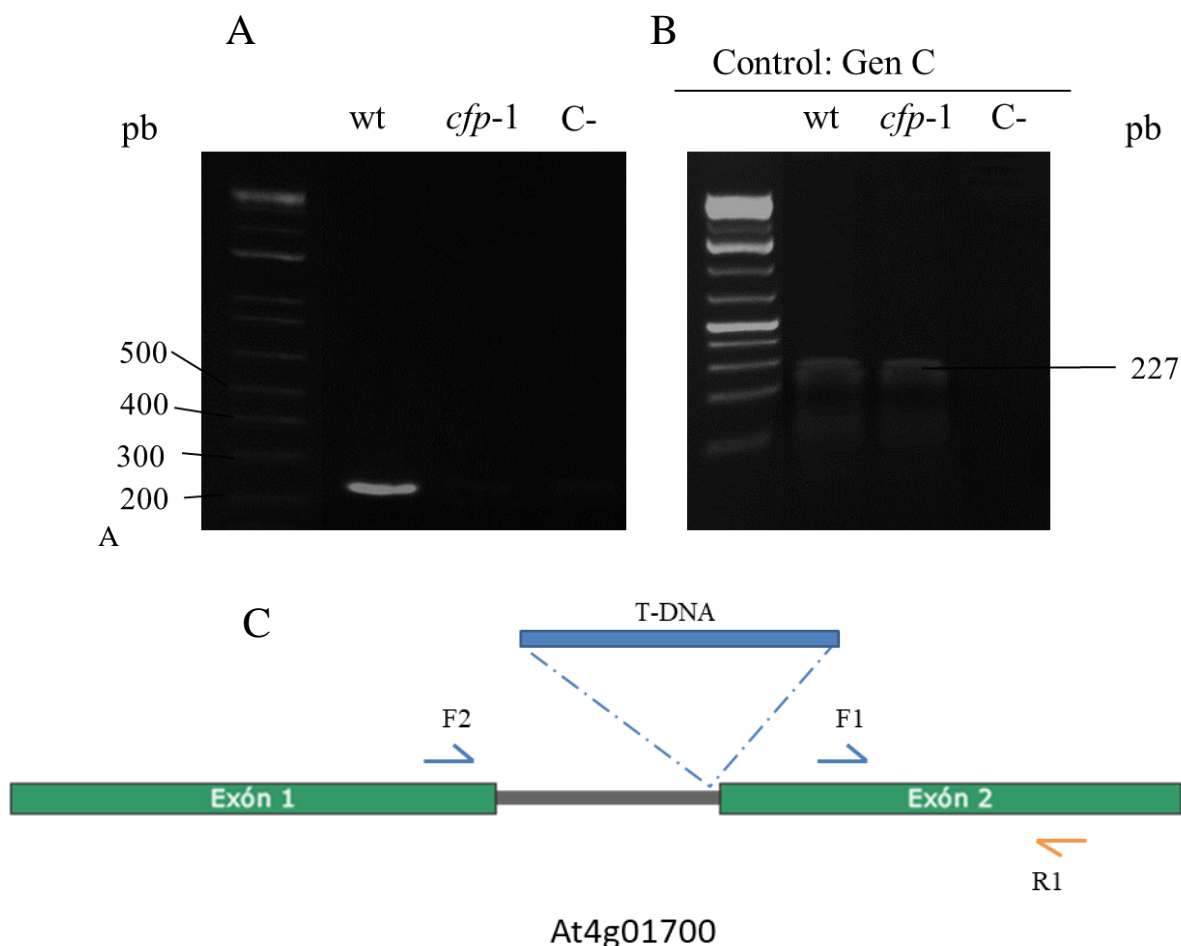 A
B
Control: Gen C
pb
wt
cfp-1
C-
wt
cfp-1
C-
pb
500
400
300
200
227
A
C
T-DNA
F2
F1
Exón 1
Exón 2
R1
At4g01700